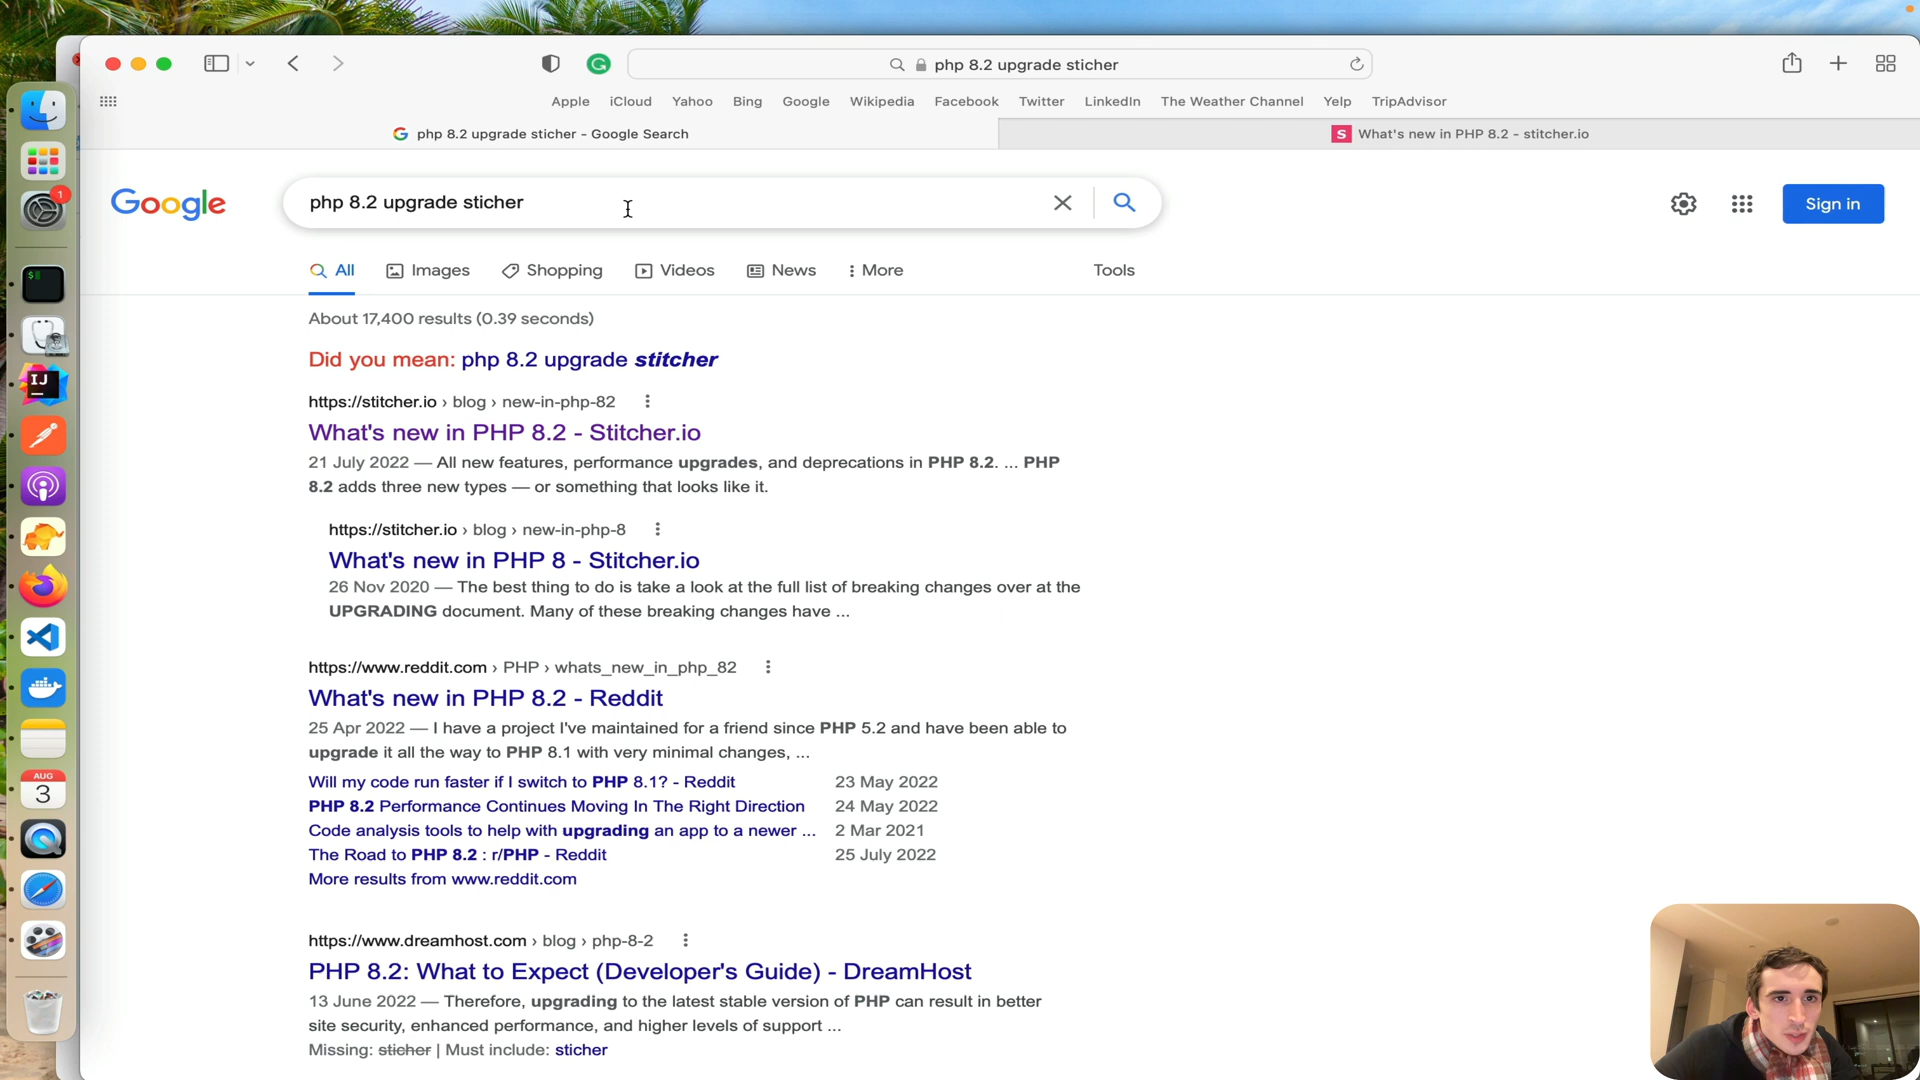 php 8.2 upgrade sticher
Apple iCloud Yahoo Bing Google Wikipedia Facebook Twitter LinkedIn The Weather Channel Yelp TripAdvisor
php 8.2 upgrade sticher - Google Search
S What's new in PHP 8.2 - stitcher.io
Google
php 8.2 upgrade sticher
Sign in
All Images Shopping Videos News More Tools
About 17,400 results (0.39 seconds)
Did you mean: php 8.2 upgrade stitcher
https://stitcher.io › blog › new-in-php-82
What's new in PHP 8.2 - Stitcher.io
21 July 2022 — All new features, performance upgrades, and deprecations in PHP 8.2. ... PHP
8.2 adds three new types — or something that looks like it.
https://stitcher.io › blog › new-in-php-8
What's new in PHP 8 - Stitcher.io
26 Nov 2020 — The best thing to do is take a look at the full list of breaking changes over at the
UPGRADING document. Many of these breaking changes have ...
https://www.reddit.com › PHP › whats_new_in_php_82
What's new in PHP 8.2 - Reddit
25 Apr 2022 — I have a project I've maintained for a friend since PHP 5.2 and have been able to
upgrade it all the way to PHP 8.1 with very minimal changes, ...
Will my code run faster if I switch to PHP 8.1? - Reddit 23 May 2022
PHP 8.2 Performance Continues Moving In The Right Direction 24 May 2022
Code analysis tools to help with upgrading an app to a newer ... 2 Mar 2021
The Road to PHP 8.2 : r/PHP - Reddit 25 July 2022
More results from www.reddit.com
https://www.dreamhost.com › blog › php-8-2
PHP 8.2: What to Expect (Developer's Guide) - DreamHost
13 June 2022 — Therefore, upgrading to the latest stable version of PHP can result in better
site security, enhanced performance, and higher levels of support ...
Missing: sticher | Must include: sticher
1
$
IJ
AUG
3